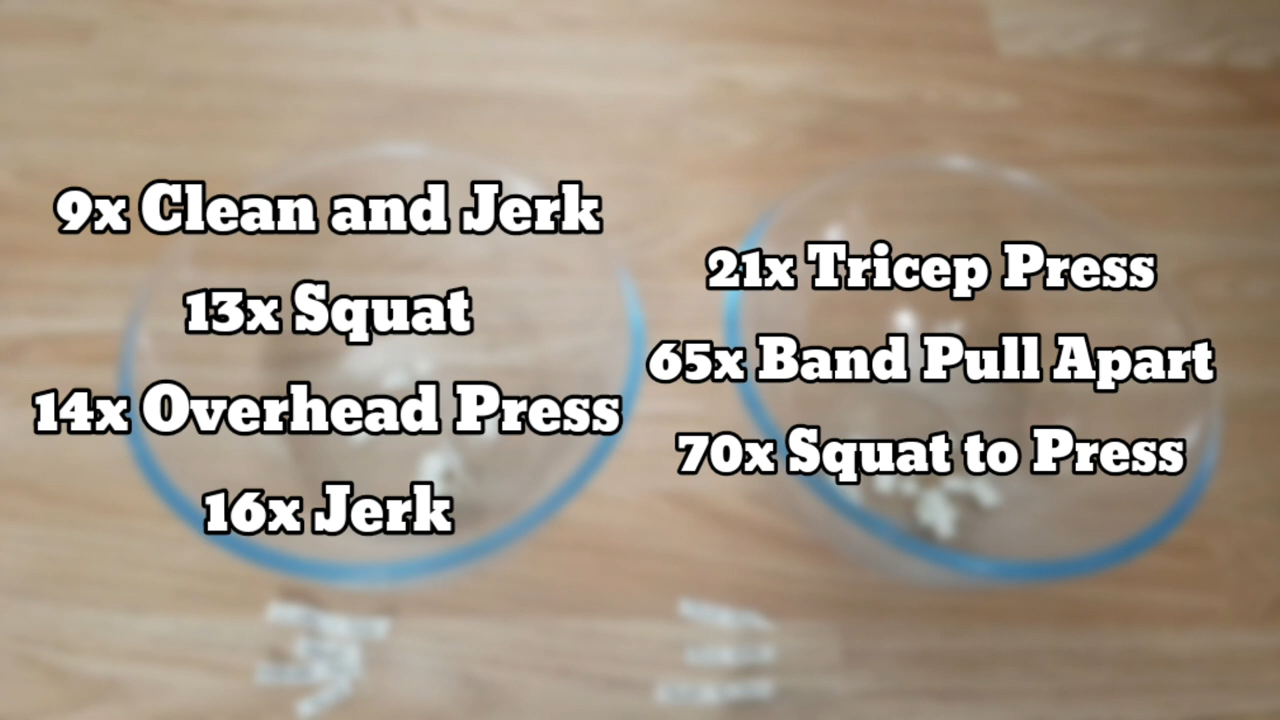 9x Clean and Jerk
13x Squat
14x Overhead Press
16x Jerk
21x Tricep Press
65x Band Pull Apart
70x Squat to Press